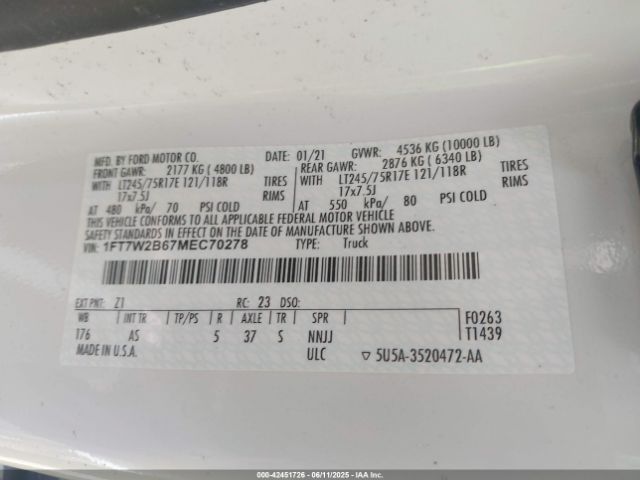 MFD. BY FORD MOTOR CO.
DATE: 01/21 GVWR: 4536 KG (10000 LB)
FRONT GAWR: 2177 KG ( 4800 LB)
REAR GAWR: 2876 KG ( 6340 LB)
WITH LT245/75R17E 121/118R TIRES
WITH LT245/75R17E 121/118R TIRES
17x7.5J RIMS
17x7.5J RIMS
AT 480 kPa/ 70 PSI COLD
AT 550 kPa/ 80 PSI COLD
THIS VEHICLE CONFORMS TO ALL APPLICABLE FEDERAL MOTOR VEHICLE
SAFETY STANDARDS IN EFFECT ON THE DATE OF MANUFACTURE SHOWN ABOVE.
VIN: 1FT7W2B67MEC70278 TYPE: Truck
EXT PNT: Z1 RC: 23 DSO:
WB INT TR TP/PS R AXLE TR SPR F0263
176 AS 5 37 S NNJJ T1439
MADE IN U.S.A. ULC ▽ 5U5A-3520472-AA
000-42451726 - 06/11/2025 - IAA Inc.